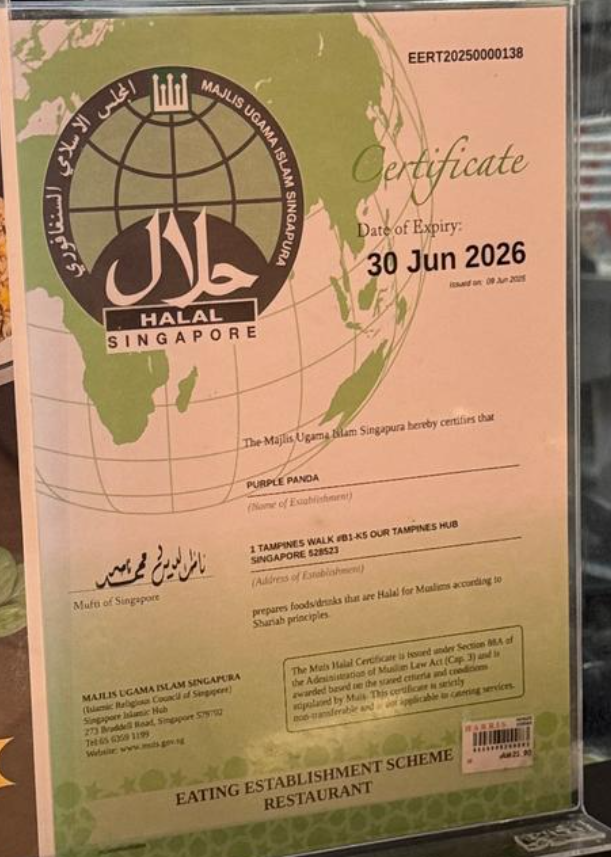 EERT20250000138
المجلس الاسلامي السنغافوري
MAJLIS UGAMA ISLAM SINGAPURA
حلال
HALAL
SINGAPORE
Certificate
Date of Expiry:
30 Jun 2026
Issued on: 09 Jun 2025
The Majlis Ugama Islam Singapura hereby certifies that
PURPLE PANDA
(Name of Establishment)
1 TAMPINES WALK #B1-K5 OUR TAMPINES HUB
SINGAPORE 528523
(Address of Establishment)
Mufti of Singapore
prepares foods/drinks that are Halal for Muslims according to
Shariah principles.
MAJLIS UGAMA ISLAM SINGAPURA
(Islamic Religious Council of Singapore)
Singapore Islamic Hub
273 Braddell Road, Singapore 579702
Tel:65 6359 1199
Website: www.muis.gov.sg
The Muis Halal Certificate is issued under Section 88A of
the Administration of Muslim Law Act (Cap. 3) and is
awarded based on the stated criteria and conditions
stipulated by Muis. This certificate is strictly
non-transferable and is not applicable to catering services.
HARRIS
21.90
EATING ESTABLISHMENT SCHEME
RESTAURANT